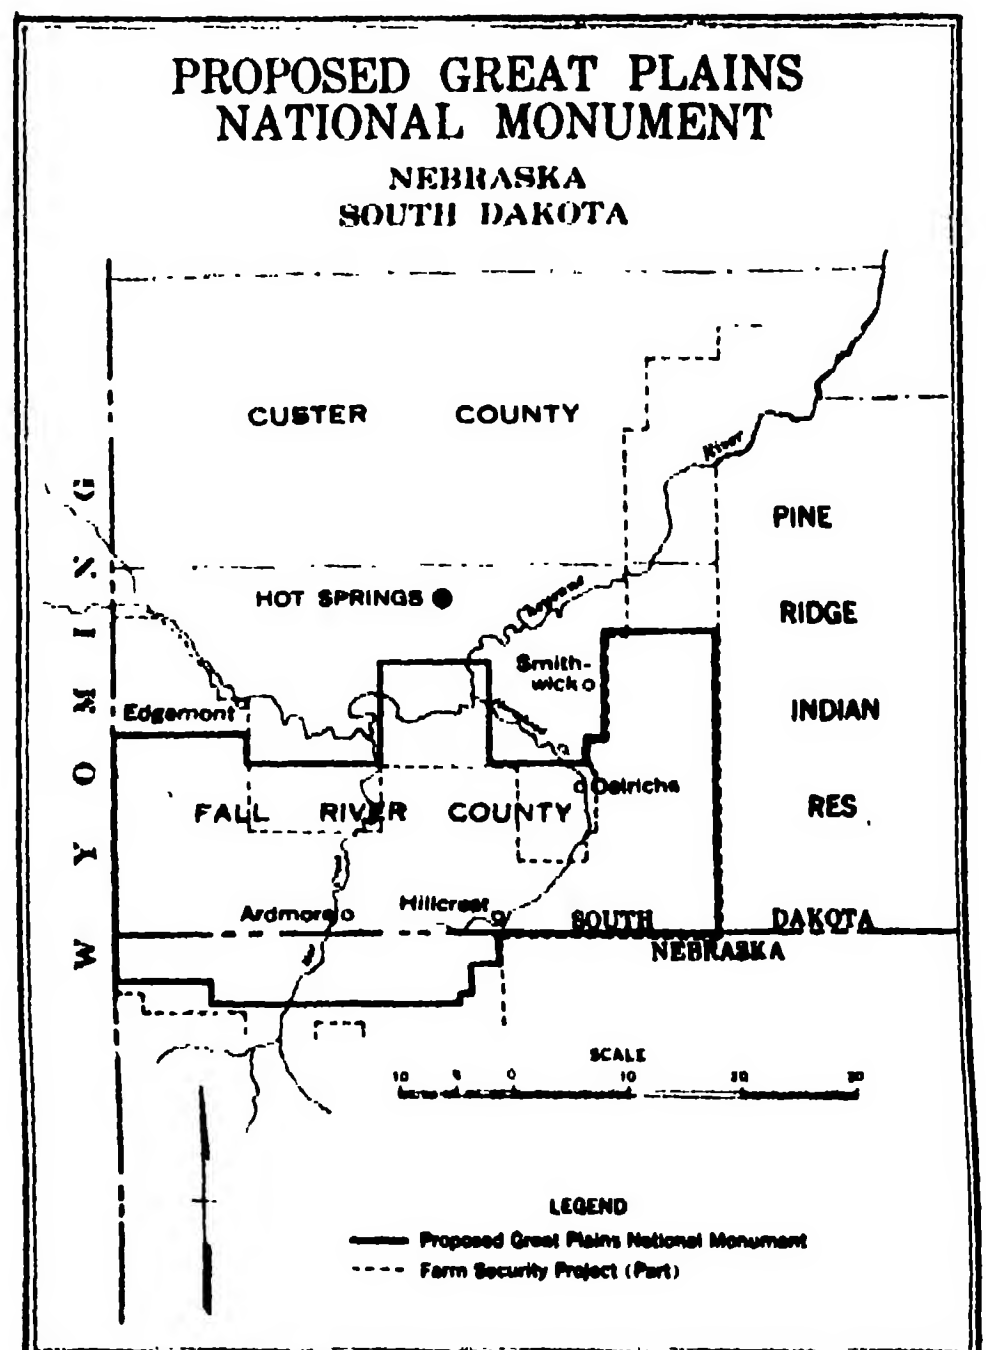 PROPOSED GREAT PLAINS
NATIONAL MONUMENT
NEBRASKA
SOUTH DAKOTA
CUSTER COUNTY
River
WYOMING
PINE
RIDGE
INDIAN
RES
HOT SPRINGS
Smith-
wick
Edgemont
Oelrichs
FALL RIVER COUNTY
Ardmore
Hillcrest
SOUTH DAKOTA
NEBRASKA
SCALE
10 5 0 10 20 30
LEGEND
Proposed Great Plains National Monument
Farm Security Project (Part)